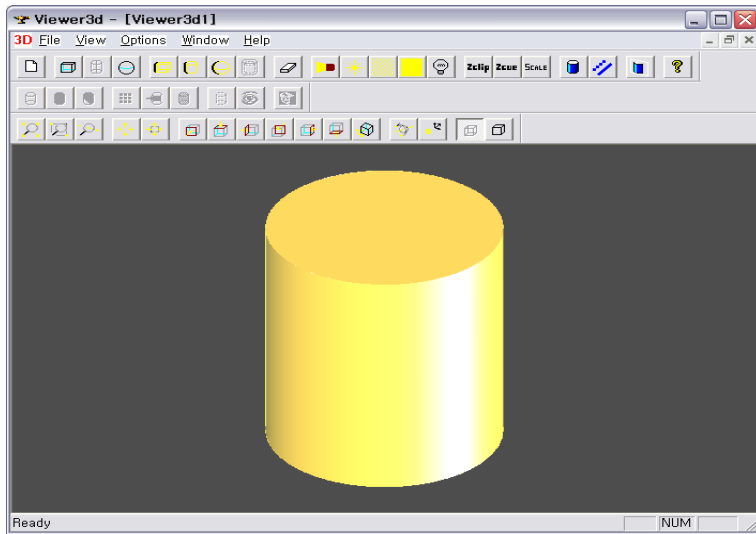 Viewer3d - [Viewer3d1]
3D File View Options Window Help
Zclip Zcue SCALE
Ready NUM